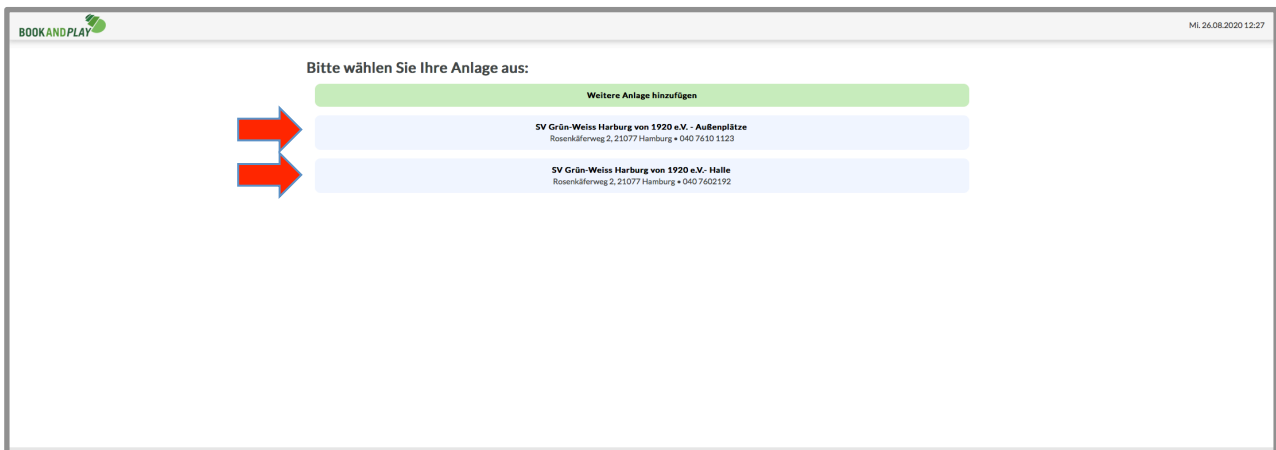 BOOKANDPLAY
Mi. 26.08.2020 12:27
Bitte wählen Sie Ihre Anlage aus:
Weitere Anlage hinzufügen
SV Grün-Weiss Harburg von 1920 e.V. - Außenplätze
Rosenkäferweg 2, 21077 Hamburg • 040 7610 1123
SV Grün-Weiss Harburg von 1920 e.V.- Halle
Rosenkäferweg 2, 21077 Hamburg • 040 7602192